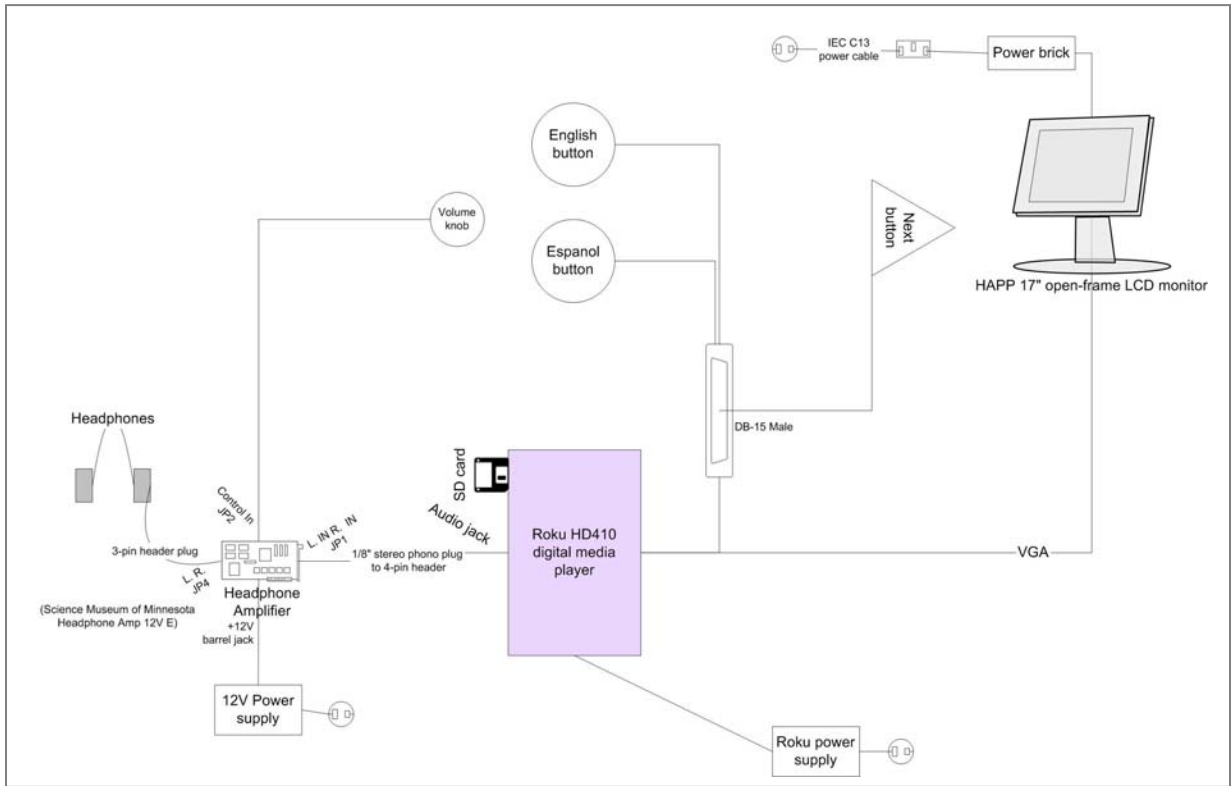 IEC C13
power cable
Power brick
English
button
Volume
knob
Espanol
button
Next
button
HAPP 17" open-frame LCD monitor
DB-15 Male
Headphones
SD card
Audio jack
Control In
JP2
L. IN R. IN
JP1
3-pin header plug
1/8" stereo phono plug
to 4-pin header
Roku HD410
digital media
player
VGA
L. R.
JP4
Headphone
Amplifier
(Science Museum of Minnesota
Headphone Amp 12V E)
+12V
barrel jack
12V Power
supply
Roku power
supply